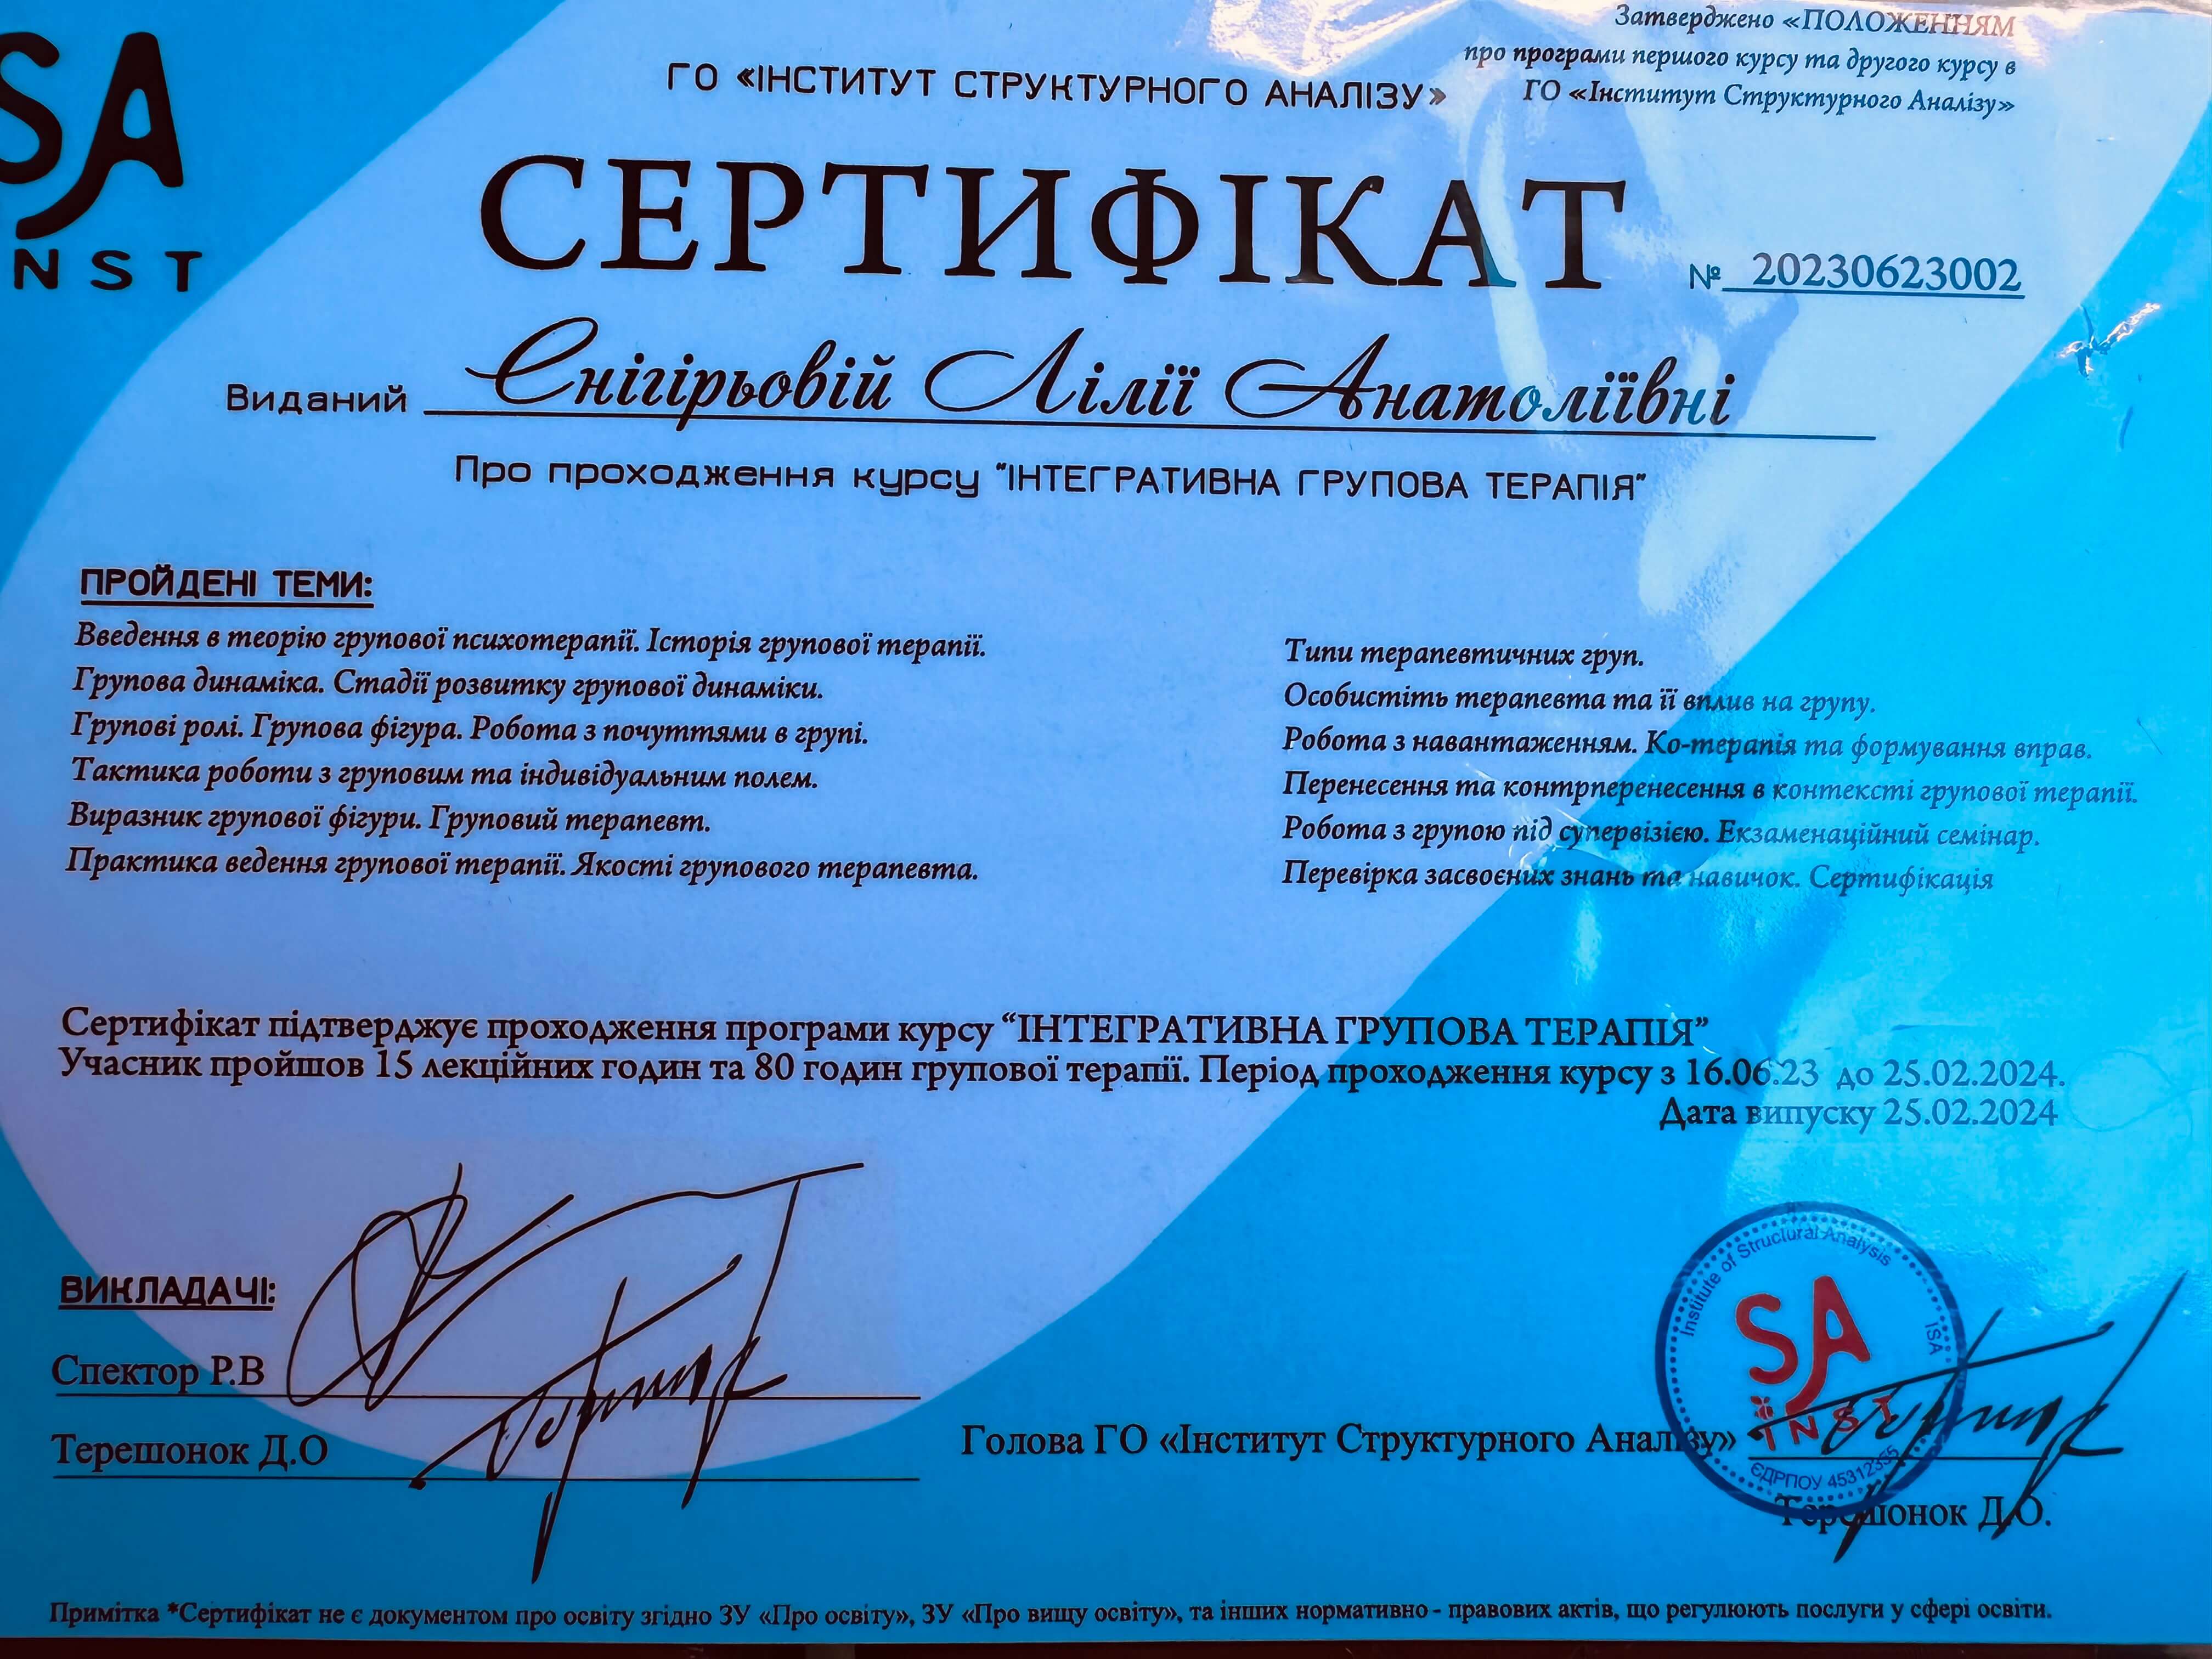 SA
NST
Затверджено «ПОЛОЖЕННЯМ
про програми першого курсу та другого курсу в
ГО «Інститут Структурного Аналізу»
ГО «ІНСТИТУТ СТРУКТУРНОГО АНАЛІЗУ»
СЕРТИФІКАТ
№ 20230623002
Виданий Єнігірьовій Лілії Анатоліївні
Про проходження курсу "ІНТЕГРАТИВНА ГРУПОВА ТЕРАПІЯ"
ПРОЙДЕНІ ТЕМИ:
Введення в теорію групової психотерапії. Історія групової терапії.
Групова динаміка. Стадії розвитку групової динаміки.
Групові ролі. Групова фігура. Робота з почуттями в групі.
Тактика роботи з груповим та індивідуальним полем.
Виразник групової фігури. Груповий терапевт.
Практика ведення групової терапії. Якості групового терапевта.
Типи терапевтичних груп.
Особистіть терапевта та її вплив на групу.
Робота з навантаженням. Ко-терапія та формування вправ.
Перенесення та контрперенесення в контексті групової терапії.
Робота з групою під супервізією. Екзаменаційний семінар.
Перевірка засвоєних знань та навичок. Сертифікація
Сертифікат підтверджує проходження програми курсу “ІНТЕГРАТИВНА ГРУПОВА ТЕРАПІЯ”
Учасник пройшов 15 лекційних годин та 80 годин групової терапії. Період проходження курсу з 16.06.23 до 25.02.2024.
Дата випуску 25.02.2024
ВИКЛАДАЧІ:
Спектор Р.В
Терешонок Д.О
Голова ГО «Інститут Структурного Аналізу»
Institute of Structural Analysis
ISA
SA
INST
ЄДРПОУ 45312355
Терешонок Д.О.
Примітка *Сертифікат не є документом про освіту згідно ЗУ «Про освіту», ЗУ «Про вищу освіту», та інших нормативно - правових актів, що регулюють послуги у сфері освіти.